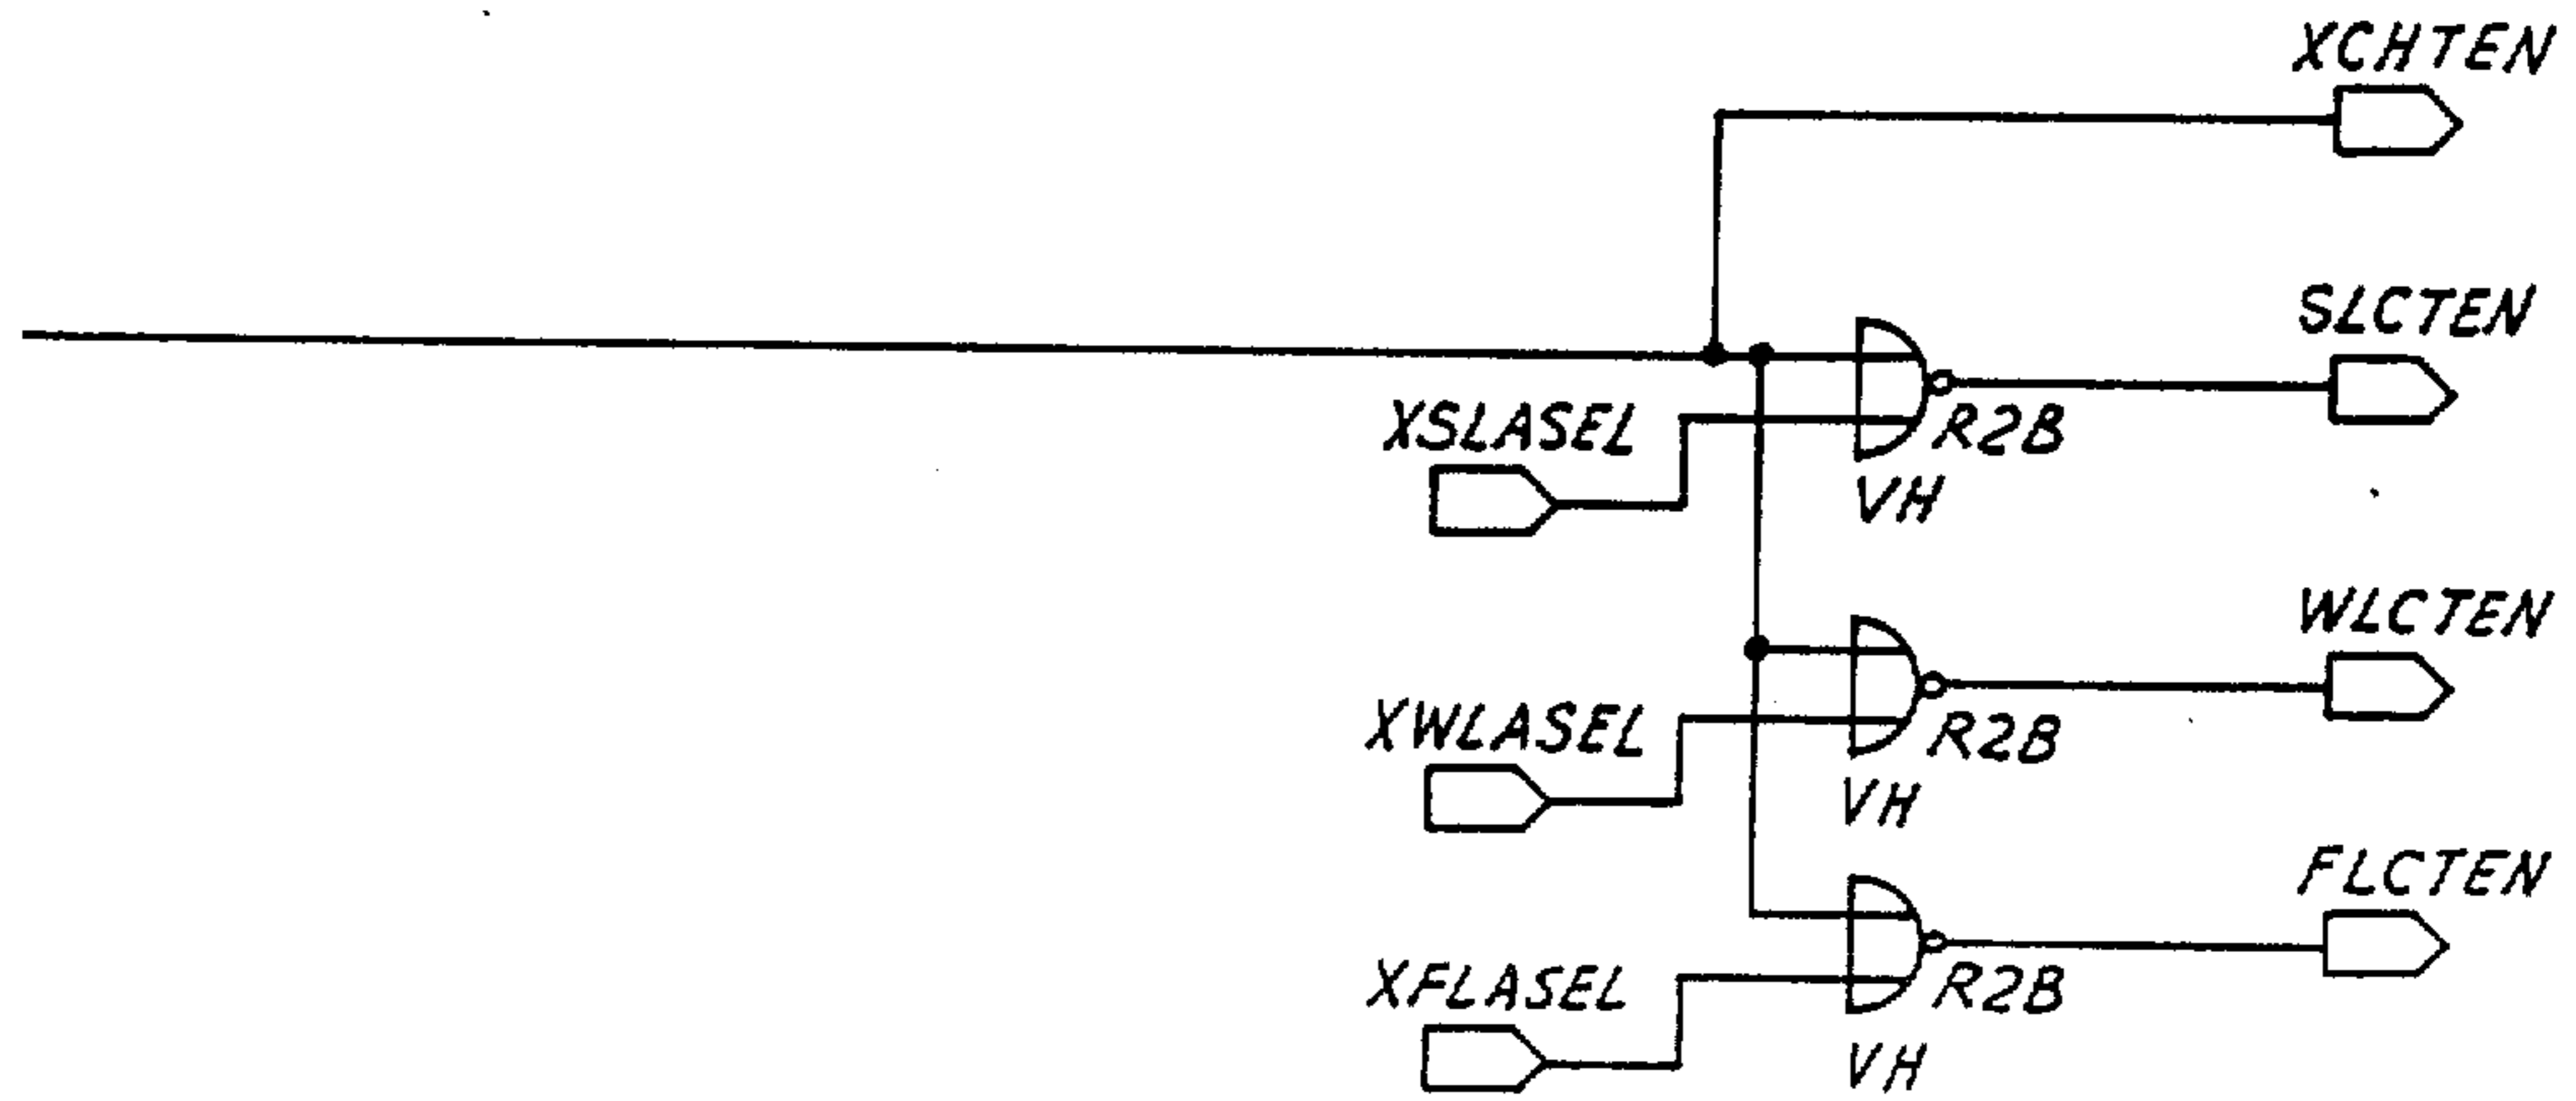 XCHTEN
SLCTEN
XSLASEL
R2B
VH
WLCTEN
XWLASEL
R2B
VH
FLCTEN
XFLASEL
R2B
VH